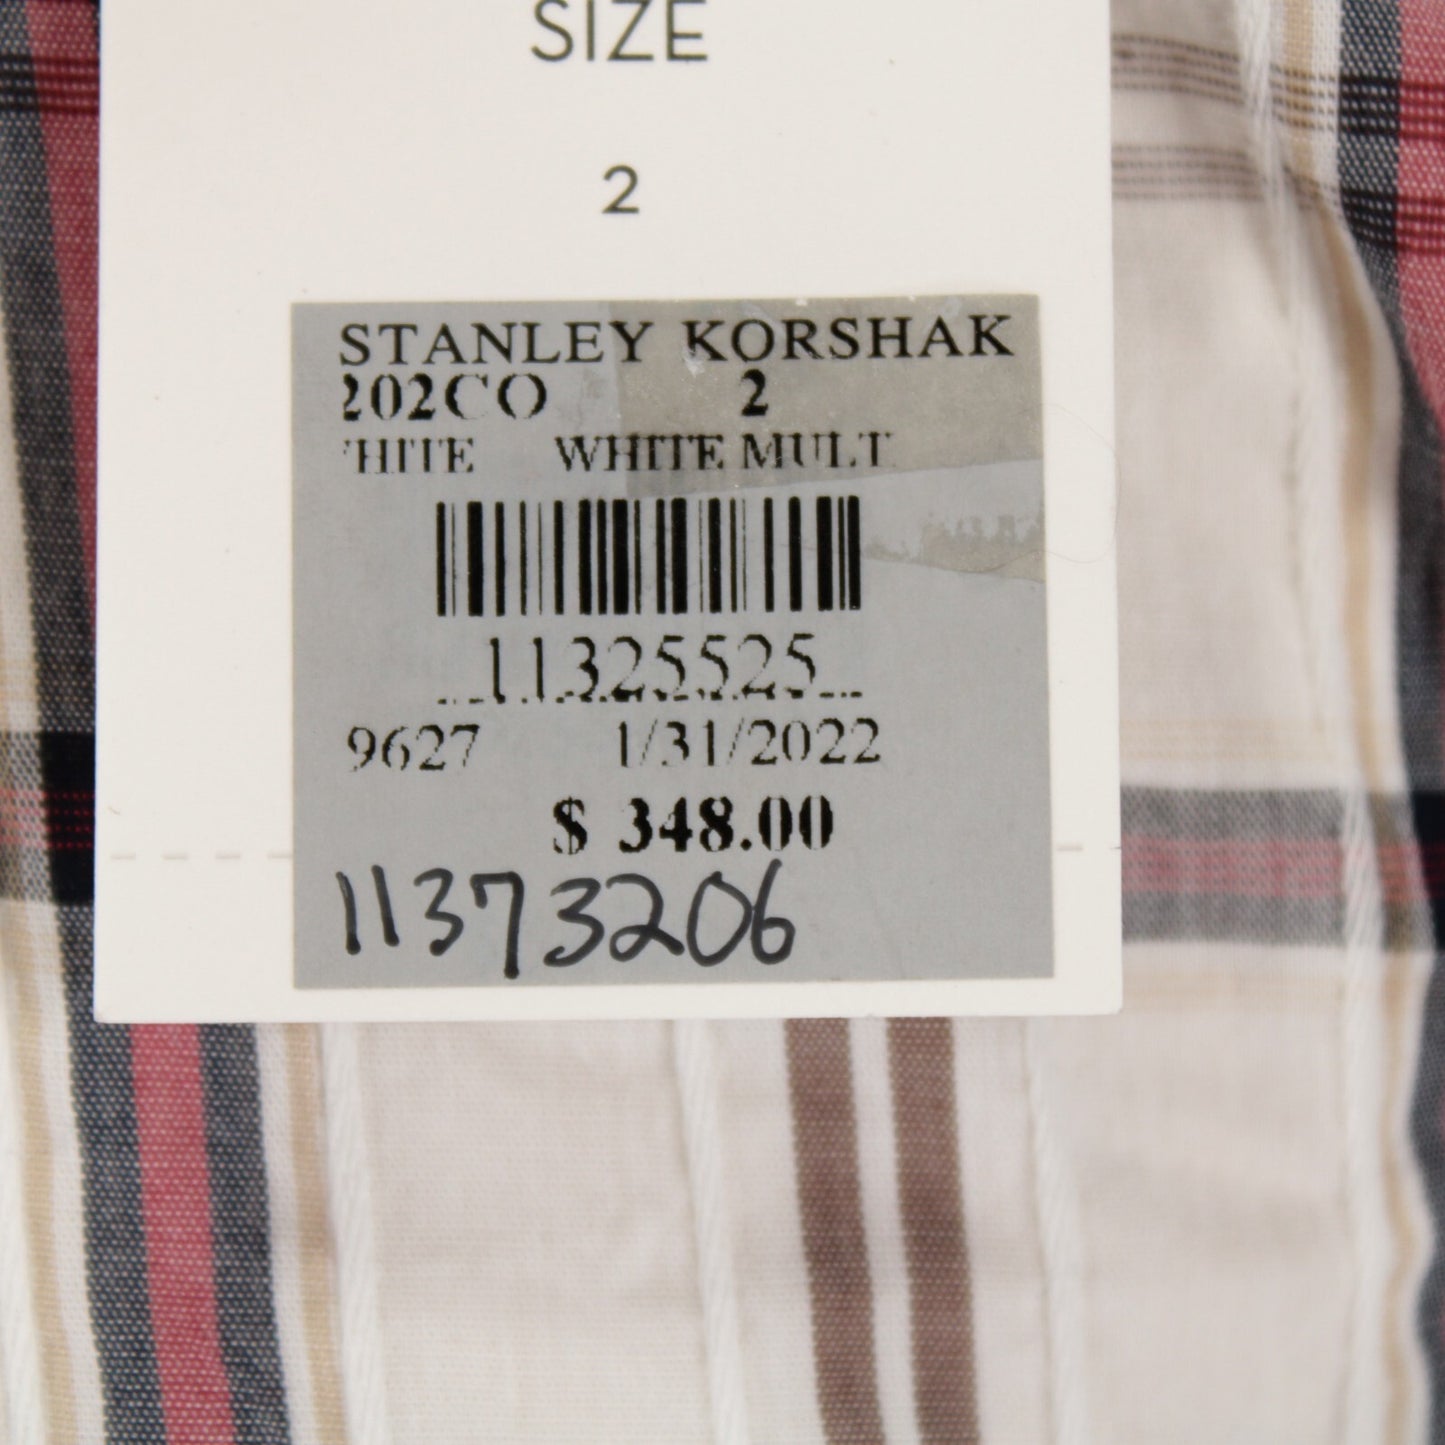 SIZE
2
STANLEY KORSHAK
202CO 2
HITE WHITE MULT
11325525
9627 1/31/2022
$ 348.00
11373206